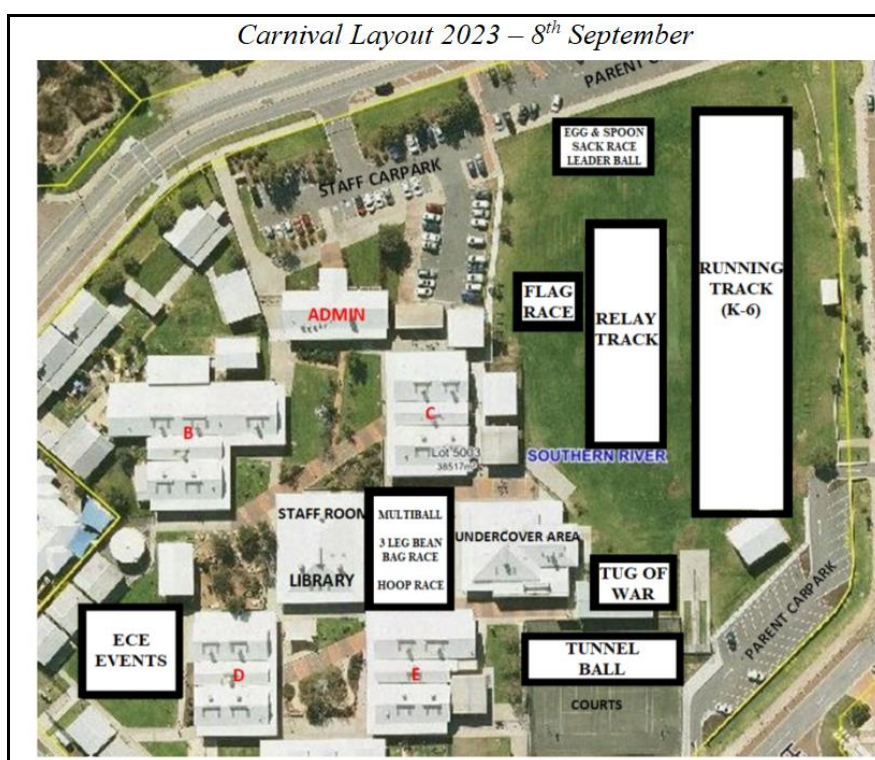 Carnival Layout 2023 – 8th September
PARENT CARPARK
EGG & SPOON
SACK RACE
LEADER BALL
STAFF CARPARK
RUNNING
TRACK
(K-6)
FLAG
RACE
ADMIN
RELAY
TRACK
B
C
Lot 5003
38517m²
SOUTHERN RIVER
STAFF ROOM
MULTIBALL
3 LEG BEAN
BAG RACE
HOOP RACE
UNDERCOVER AREA
LIBRARY
TUG OF
WAR
PARENT CARPARK
ECE
EVENTS
D
E
TUNNEL
BALL
COURTS